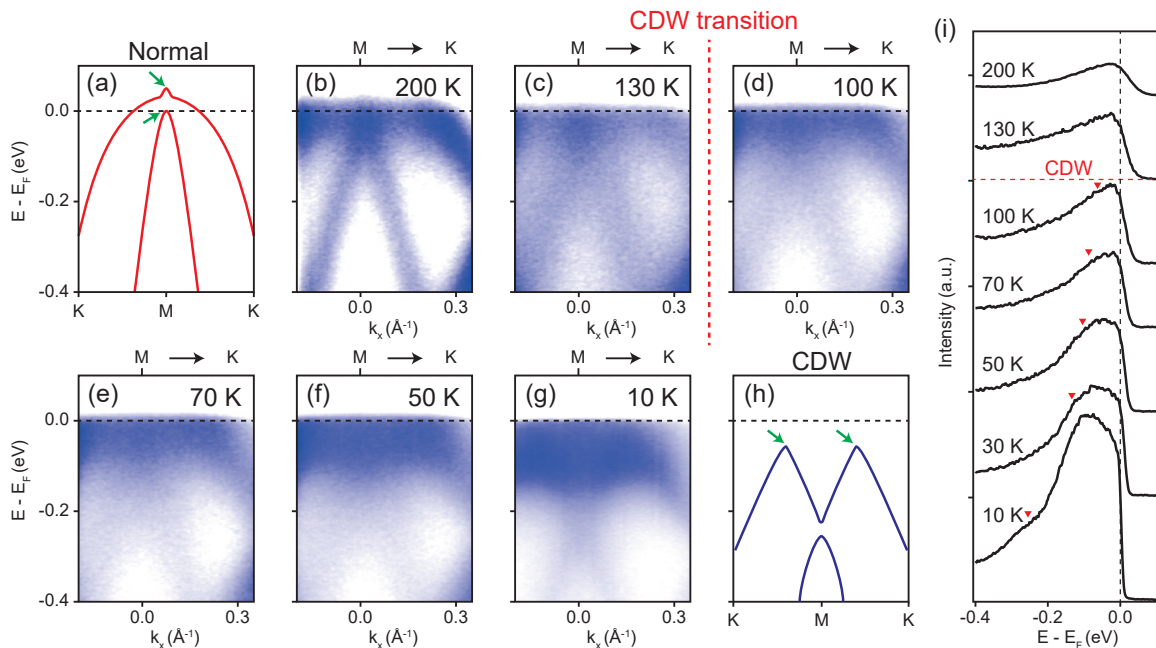 CDW transition
(i)
Normal
M → K
M → K
M → K
(a)
(b)
200 K
(c)
130 K
(d)
100 K
0.0
-0.2
-0.4
E - E_F (eV)
K M K
0.0 0.3
k_x (Å⁻¹)
0.0 0.3
k_x (Å⁻¹)
0.0 0.3
k_x (Å⁻¹)
M → K
M → K
M → K
CDW
(e)
70 K
(f)
50 K
(g)
10 K
(h)
0.0
-0.2
-0.4
E - E_F (eV)
0.0 0.3
k_x (Å⁻¹)
0.0 0.3
k_x (Å⁻¹)
0.0 0.3
k_x (Å⁻¹)
K M K
200 K
130 K
CDW
100 K
70 K
50 K
30 K
10 K
Intensity (a.u.)
-0.4 -0.2 0
E - E_F (eV)